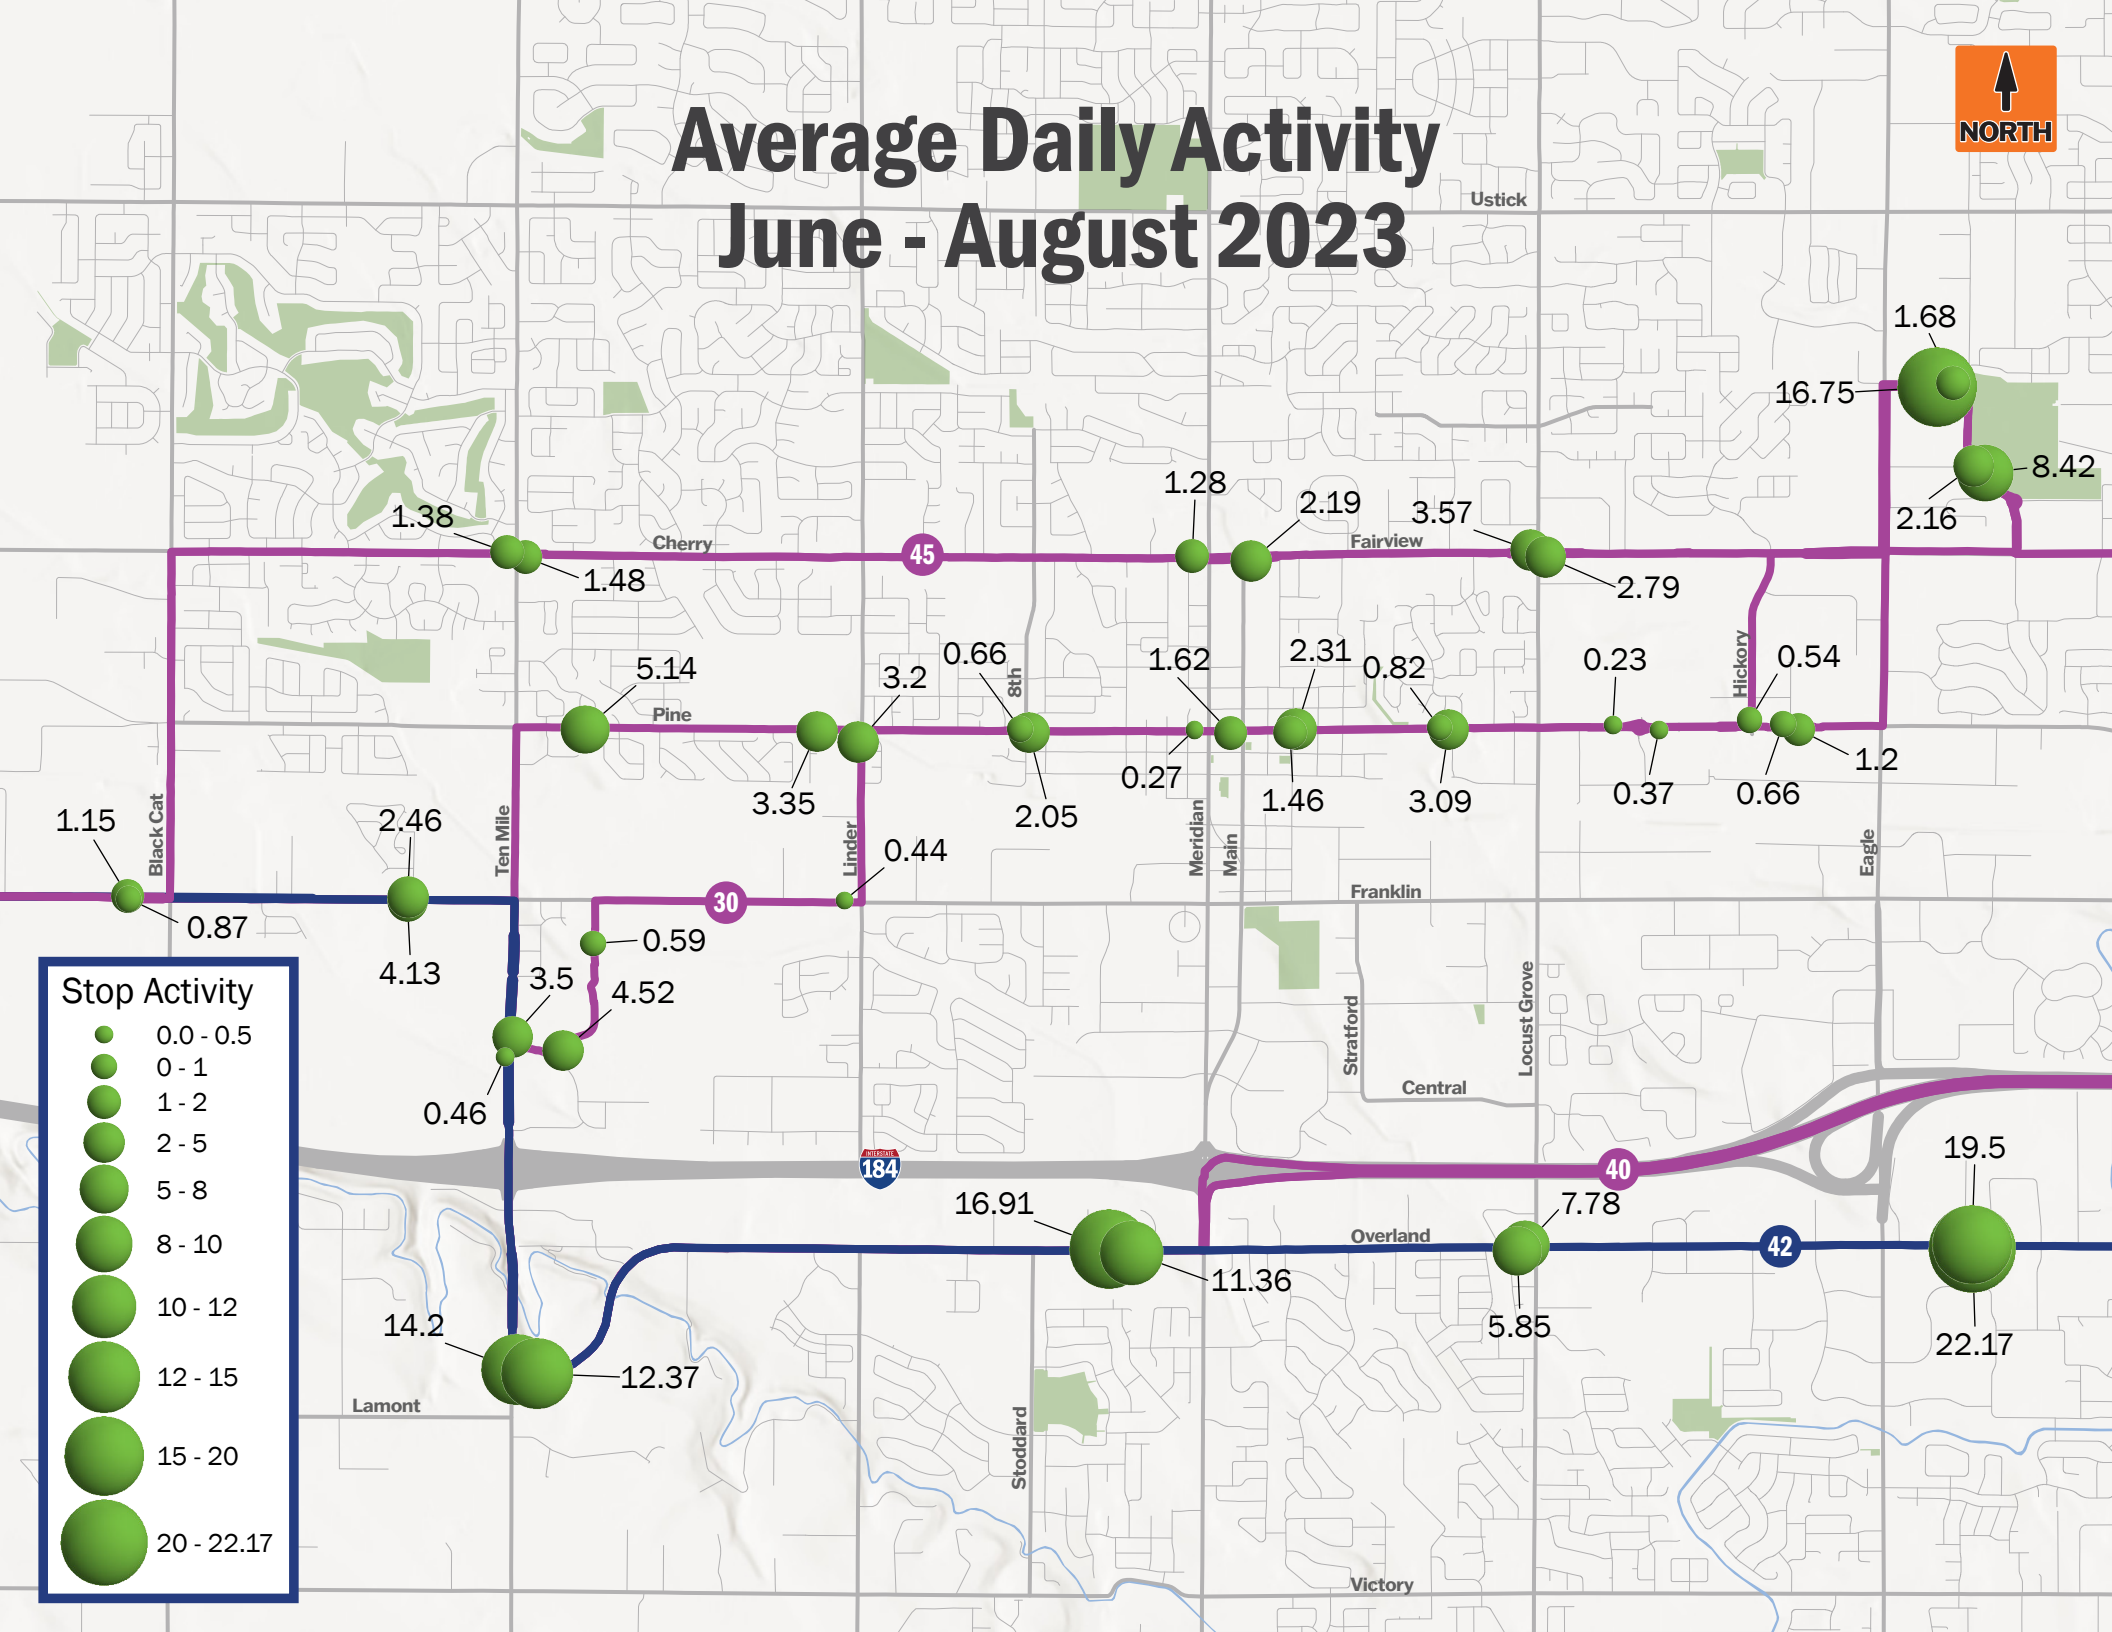 Average Daily Activity
June - August 2023
NORTH
Ustick
1.68
16.75
8.42
2.16
1.28
2.19
3.57
1.38
Cherry
45
Fairview
1.48
2.79
5.14
3.2
0.66
8th
1.62
2.31
0.82
0.23
Hickory
0.54
Pine
3.35
2.05
0.27
1.46
3.09
0.37
0.66
1.2
1.15
Black Cat
2.46
Ten Mile
Linder
0.44
Meridian
Main
Eagle
0.87
30
Franklin
4.13
0.59
3.5
4.52
0.46
Stratford
Locust Grove
Central
INTERSTATE
184
40
16.91
7.78
19.5
Overland
42
11.36
5.85
22.17
14.2
12.37
Lamont
Stoddard
Victory
Stop Activity
0.0 - 0.5
0 - 1
1 - 2
2 - 5
5 - 8
8 - 10
10 - 12
12 - 15
15 - 20
20 - 22.17